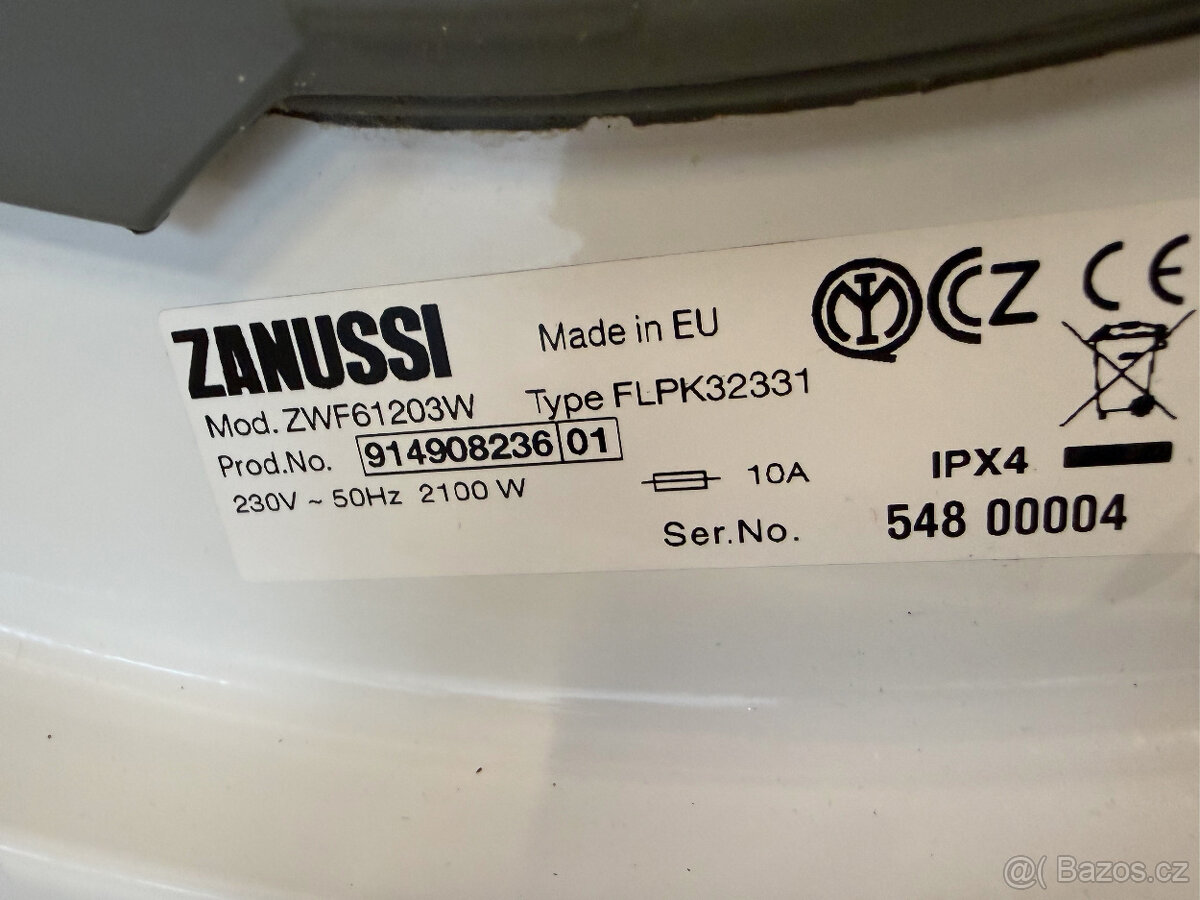 ZANUSSI
Made in EU
CZ
CE
Mod. ZWF61203W
Type FLPK32331
Prod.No. 914908236 01
230V ~ 50Hz 2100 W
10A
IPX4
Ser.No. 548 00004
@( Bazos.cz